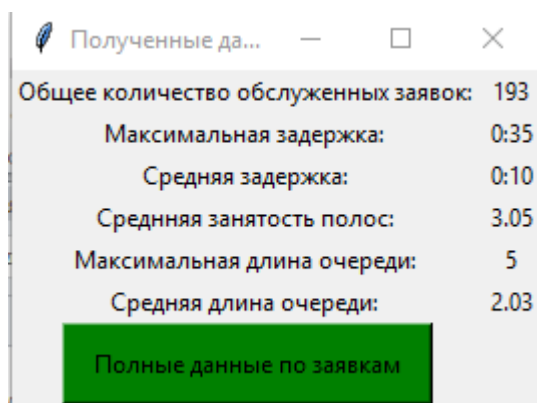 Полученные да...
Общее количество обслуженных заявок: 193
Максимальная задержка: 0:35
Средняя задержка: 0:10
Среднняя занятость полос: 3.05
Максимальная длина очереди: 5
Средняя длина очереди: 2.03
Полные данные по заявкам